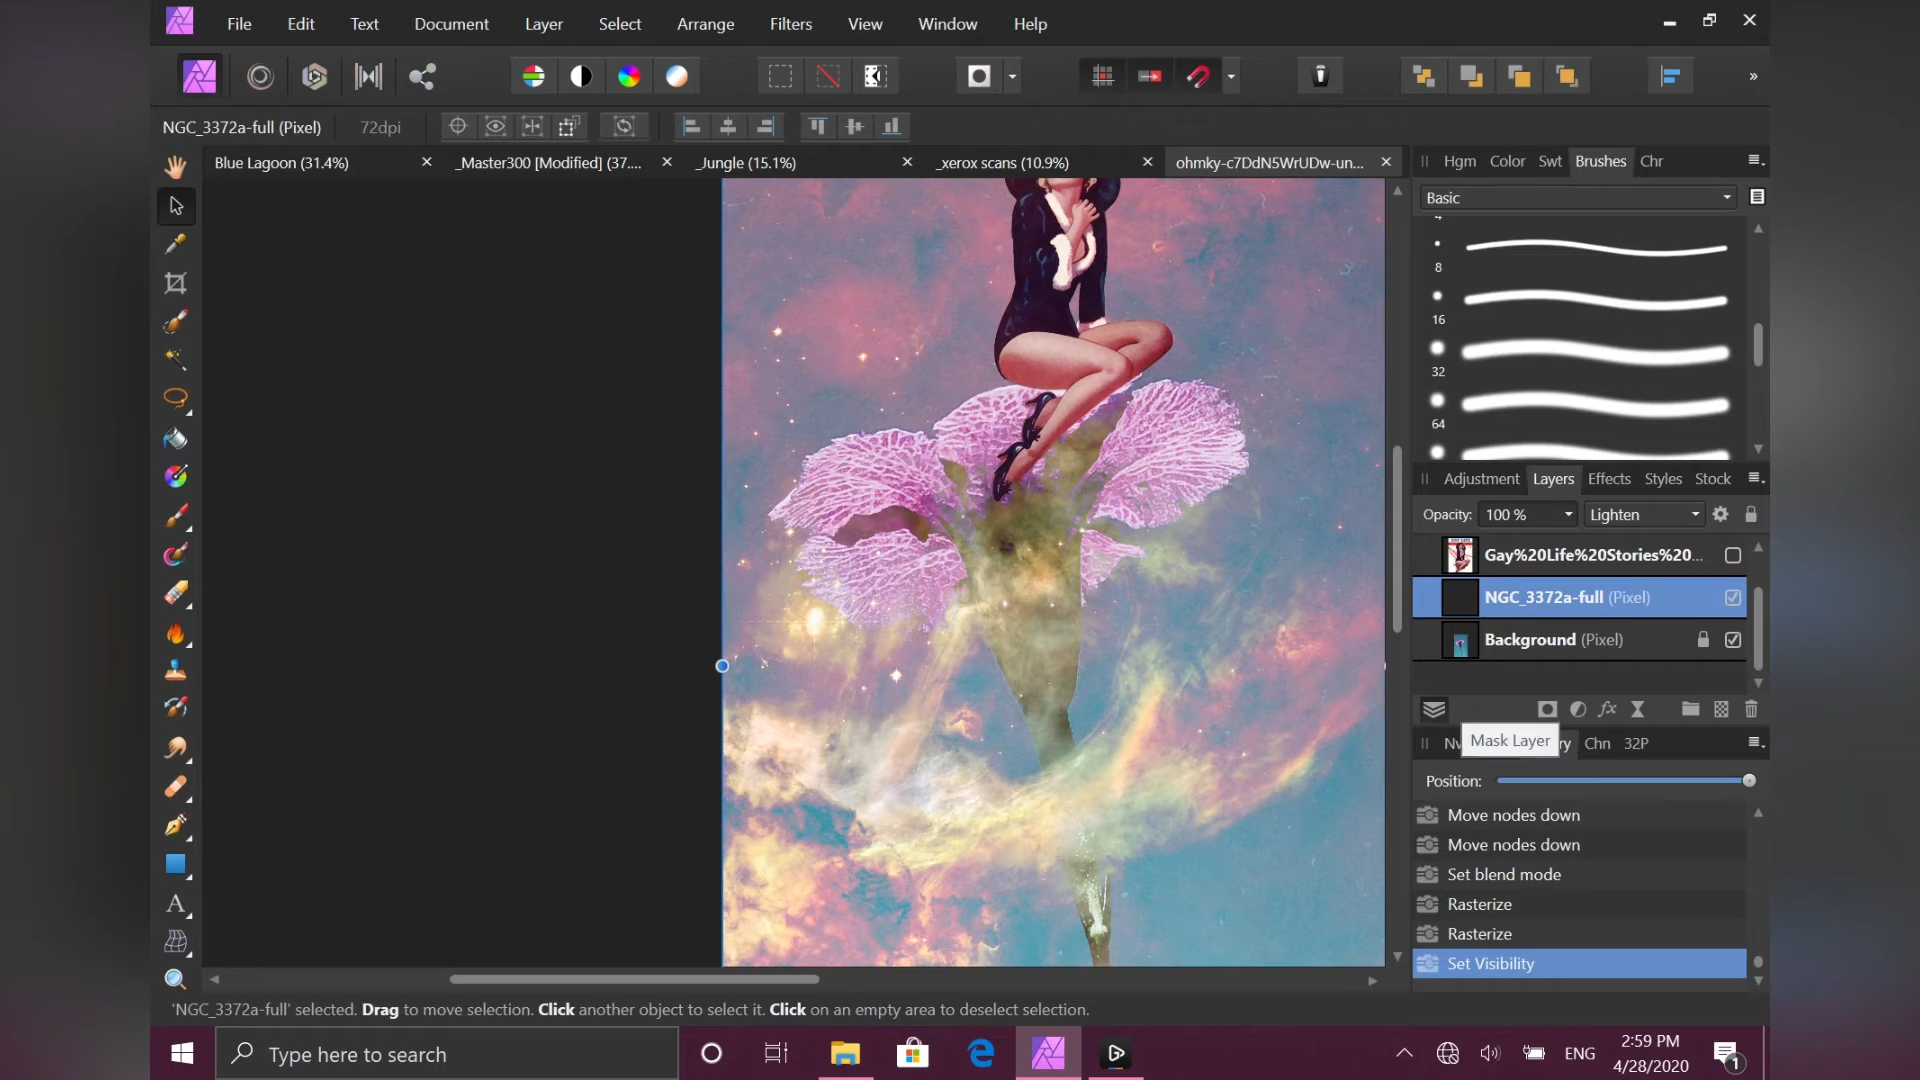 File Edit Text Document Layer Select Arrange Filters View Window Help
NGC_3372a-full (Pixel) 72dpi
Blue Lagoon (31.4%) _Master300 [Modified] (37.... _Jungle (15.1%) _xerox scans (10.9%) ohmky-c7DdN5WrUDw-un...
Hgm Color Swt Brushes Chr
Basic
4
8
16
32
64
Adjustment Layers Effects Styles Stock
Opacity: 100 % Lighten
Gay%20Life%20Stories%20...
NGC_3372a-full (Pixel)
Background (Pixel)
Mask Layer
Chn 32P
Position:
Move nodes down
Move nodes down
Set blend mode
Rasterize
Rasterize
Set Visibility
'NGC_3372a-full' selected. Drag to move selection. Click another object to select it. Click on an empty area to deselect selection.
Type here to search
ENG
2:59 PM
4/28/2020
1